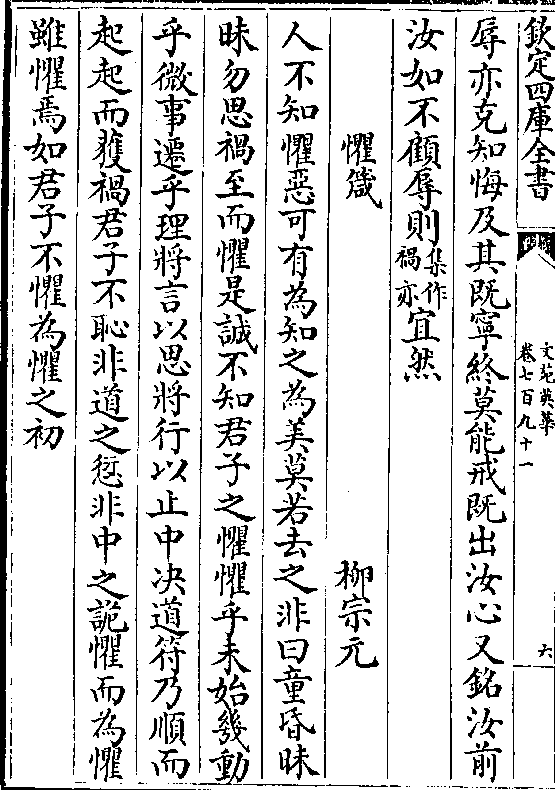 欽定四庫全書
文苑英華
卷七百九十一
六
辱亦克知悔及其既寧終莫能戒既出汝心又銘汝前
汝如不顧辱則集作禍亦宜然
懼箴 柳宗元
人不知懼惡可有為知之為美莫若去之非曰童昏昧
昧勿思禍至而懼是誠不知君子之懼懼乎未始幾動
乎微事遷乎理將言以思將行以止中决道符乃順而
起起而獲禍君子不恥非道之愆非中之詭懼而為懼
雖懼焉如君子不懼為懼之初